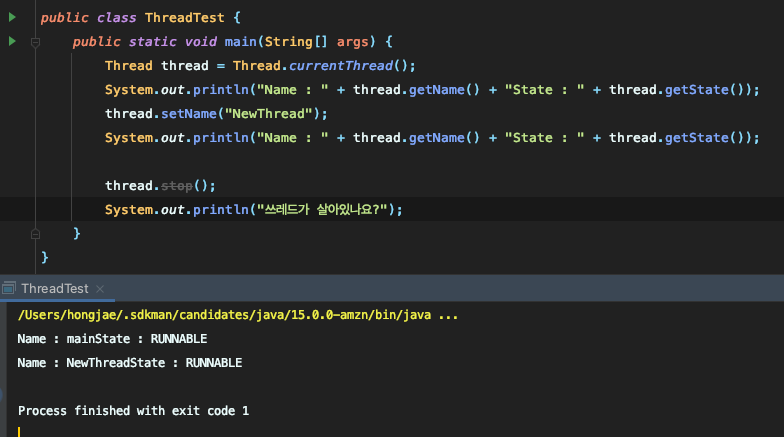 public class ThreadTest {
public static void main(String[] args) {
Thread thread = Thread.currentThread();
System.out.println("Name : " + thread.getName() + "State : " + thread.getState());
thread.setName("NewThread");
System.out.println("Name : " + thread.getName() + "State : " + thread.getState());
thread.stop();
System.out.println("쓰레드가 살아있나요?");
}
}
ThreadTest ×
/Users/hongjae/.sdkman/candidates/java/15.0.0-amzn/bin/java ...
Name : mainState : RUNNABLE
Name : NewThreadState : RUNNABLE
Process finished with exit code 1